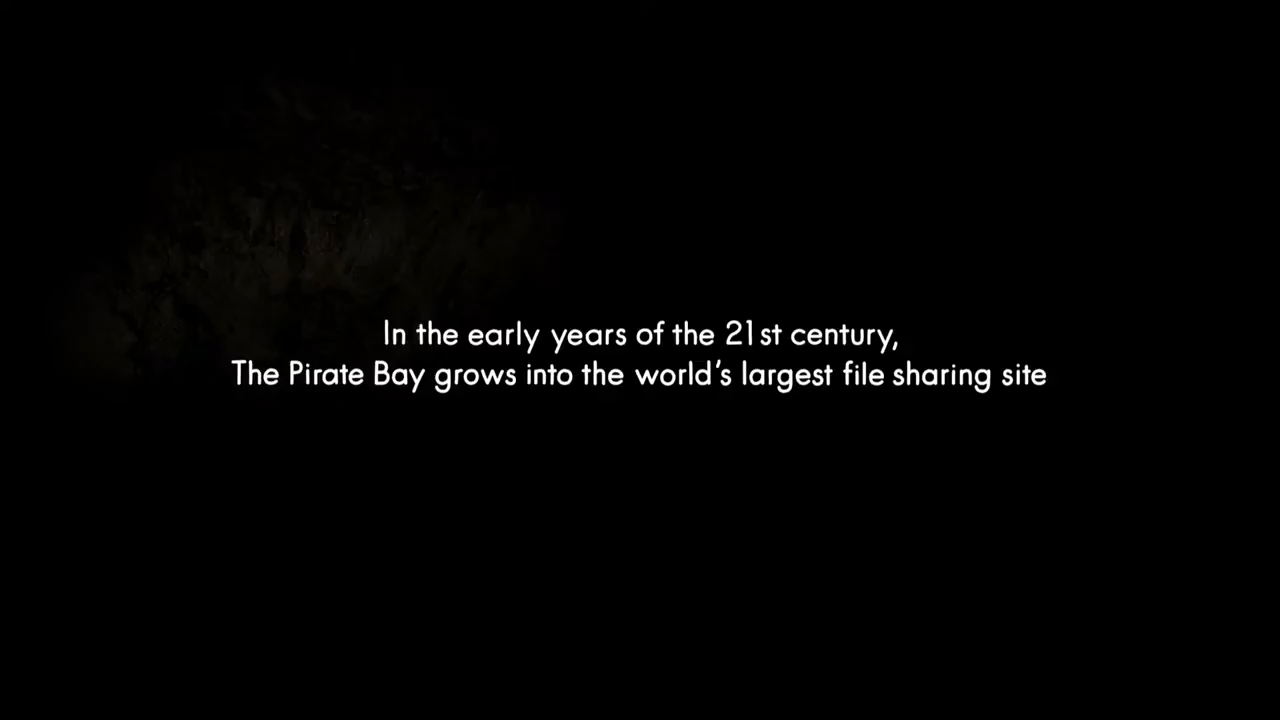 In the early years of the 21st century,
The Pirate Bay grows into the world's largest file sharing site